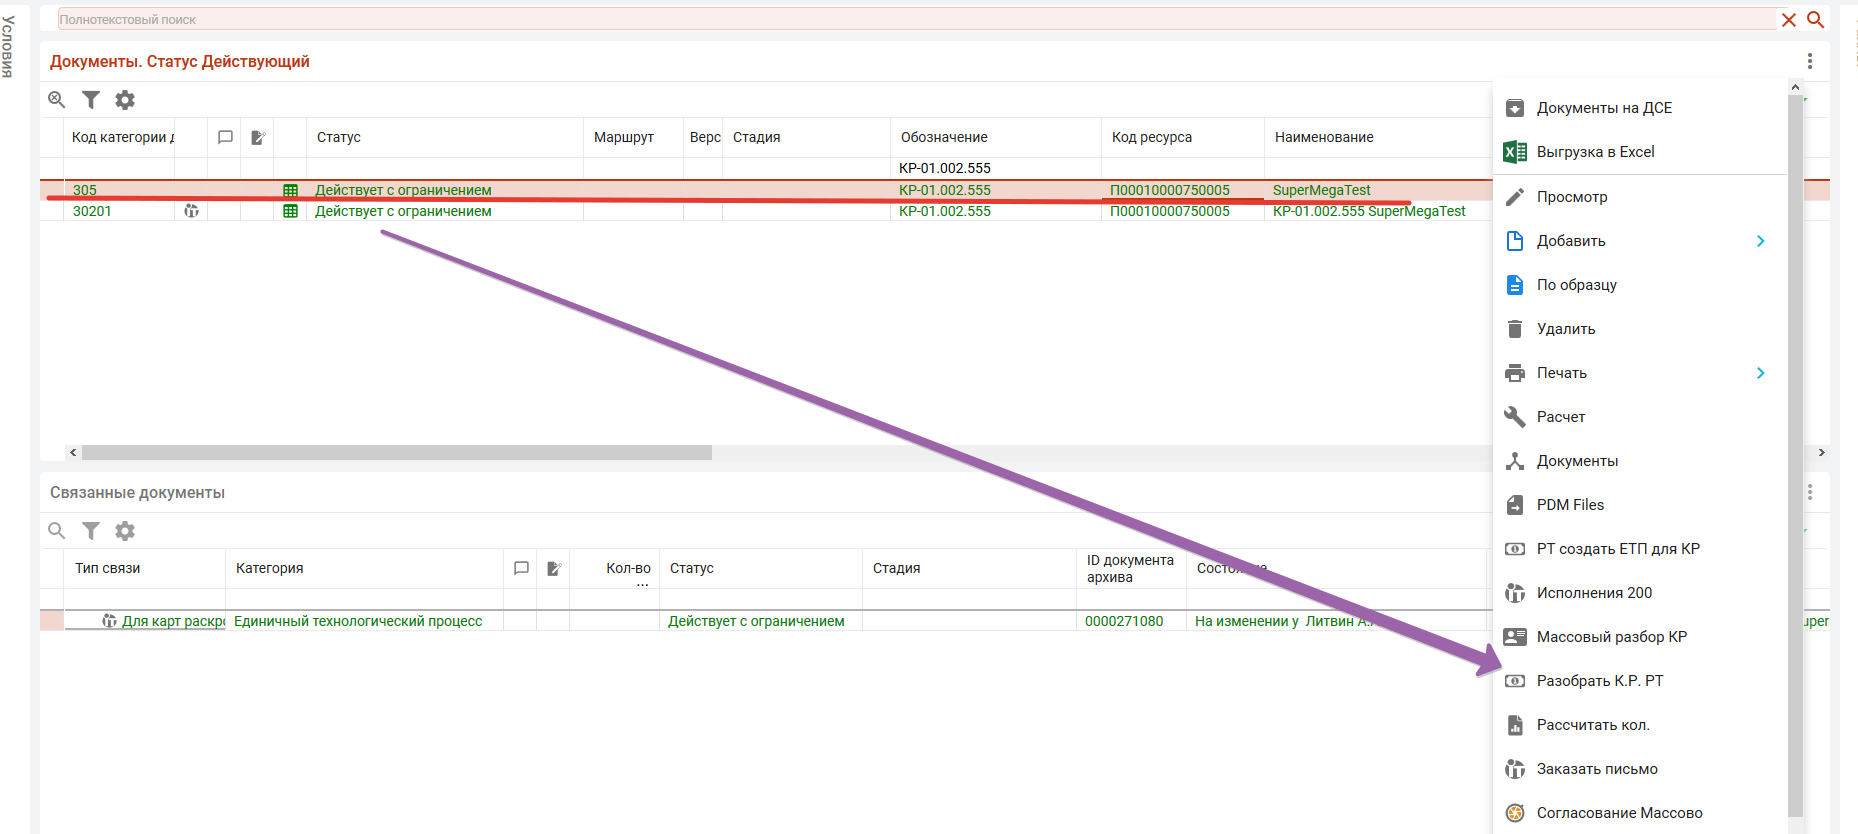 Условия
Полнотекстовый поиск
Документы. Статус Действующий
Код категории д
Статус
Маршрут
Верс
Стадия
Обозначение
Код ресурса
Наименование
КР-01.002.555
305 Действует с ограничением КР-01.002.555 П00010000750005 SuperMegaTest
30201 Действует с ограничением КР-01.002.555 П00010000750005 КР-01.002.555 SuperMegaTest
Связанные документы
Тип связи
Категория
Кол-во
...
Статус
Стадия
ID документа
архива
Для карт раскро Единичный технологический процесс Действует с ограничением 0000271080 На изменении у Литвин А.А
uper
Документы на ДСЕ
Выгрузка в Excel
Просмотр
Добавить
По образцу
Удалить
Печать
Расчет
Документы
PDM Files
РТ создать ЕТП для КР
Исполнения 200
Массовый разбор КР
Разобрать К.Р. РТ
Рассчитать кол.
Заказать письмо
Согласование Массово